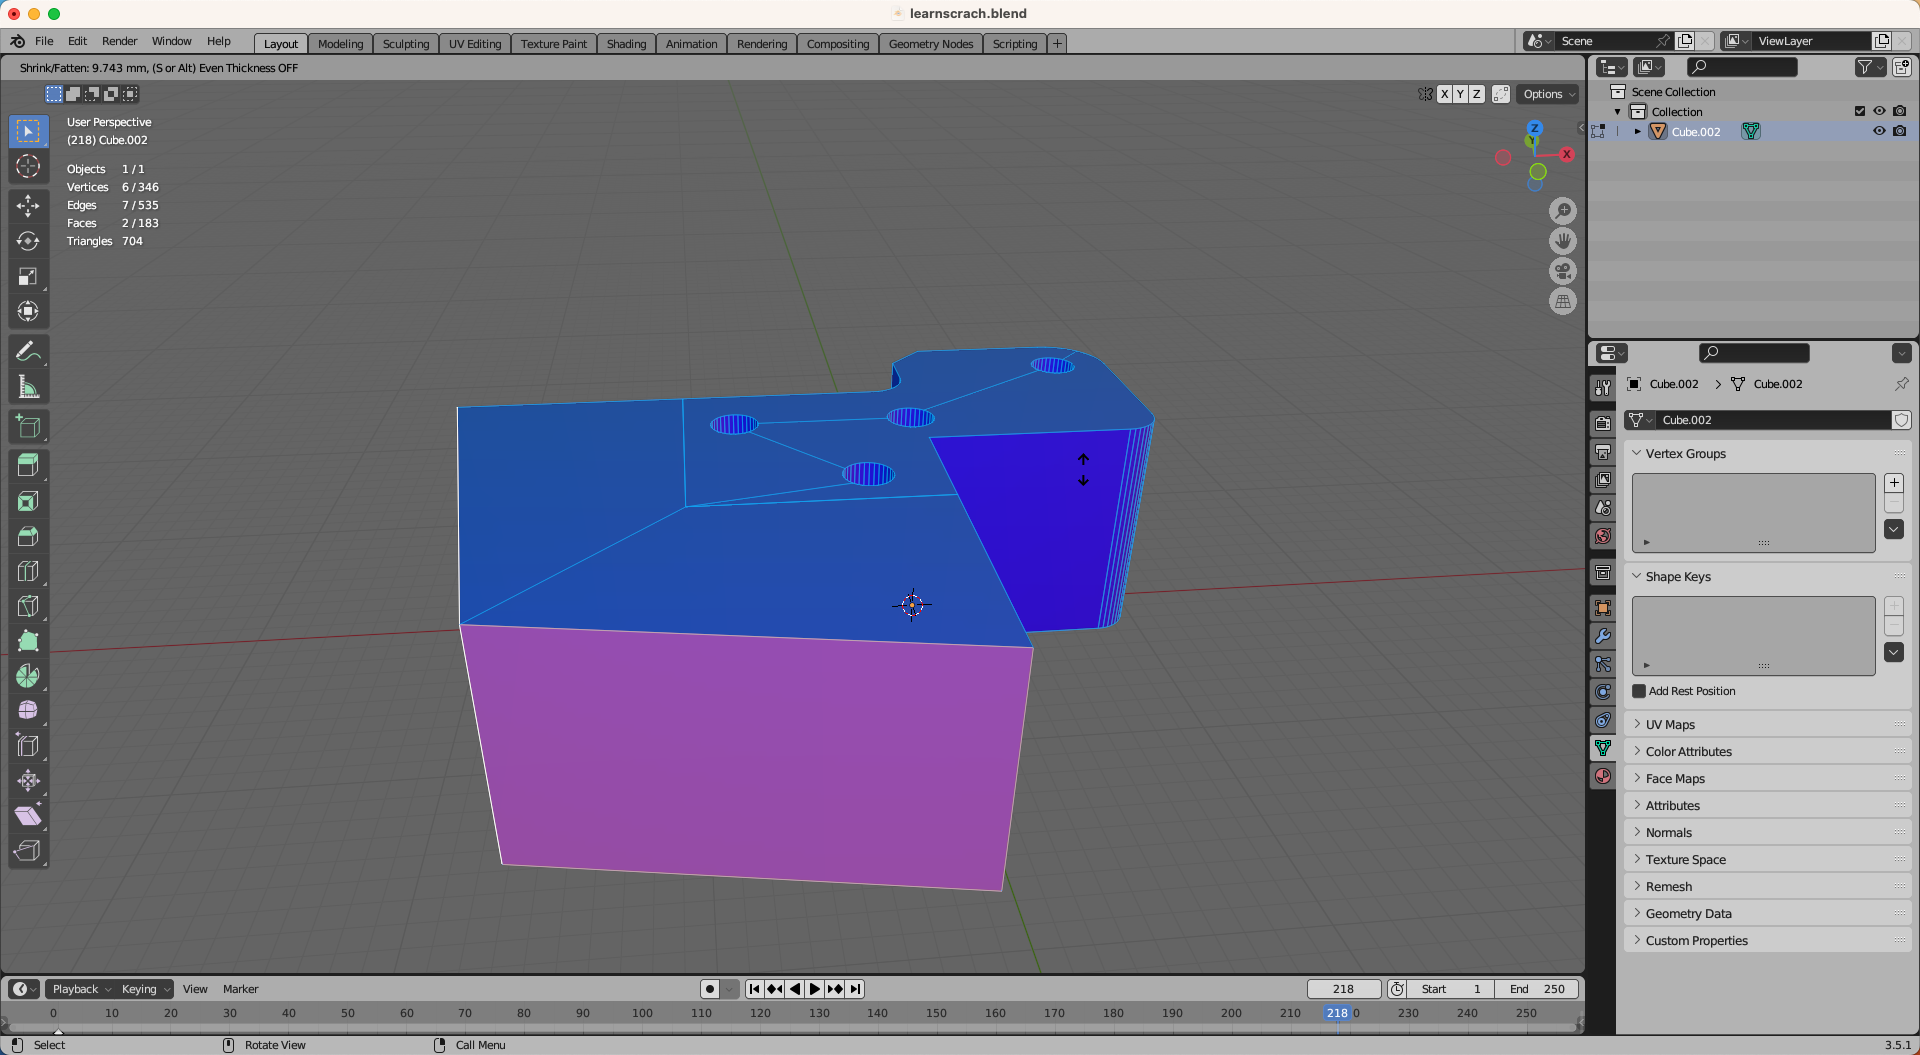 learnscrach.blend
File Edit Render Window Help Layout Modeling Sculpting UV Editing Texture Paint Shading Animation Rendering Compositing Geometry Nodes Scripting + Scene ViewLayer
Shrink/Fatten: 9.743 mm, (S or Alt) Even Thickness OFF
X Y Z Options
User Perspective
(218) Cube.002
Objects 1 / 1
Vertices 6 / 346
Edges 7 / 535
Faces 2 / 183
Triangles 704
Z
Y
X
Scene Collection
Collection
Cube.002
Cube.002 > Cube.002
Cube.002
Vertex Groups
Shape Keys
Add Rest Position
UV Maps
Color Attributes
Face Maps
Attributes
Normals
Texture Space
Remesh
Geometry Data
Custom Properties
Playback Keying View Marker 218 Start 1 End 250
0 10 20 30 40 50 60 70 80 90 100 110 120 130 140 150 160 170 180 190 200 210 218 0 230 240 250
Select Rotate View Call Menu 3.5.1